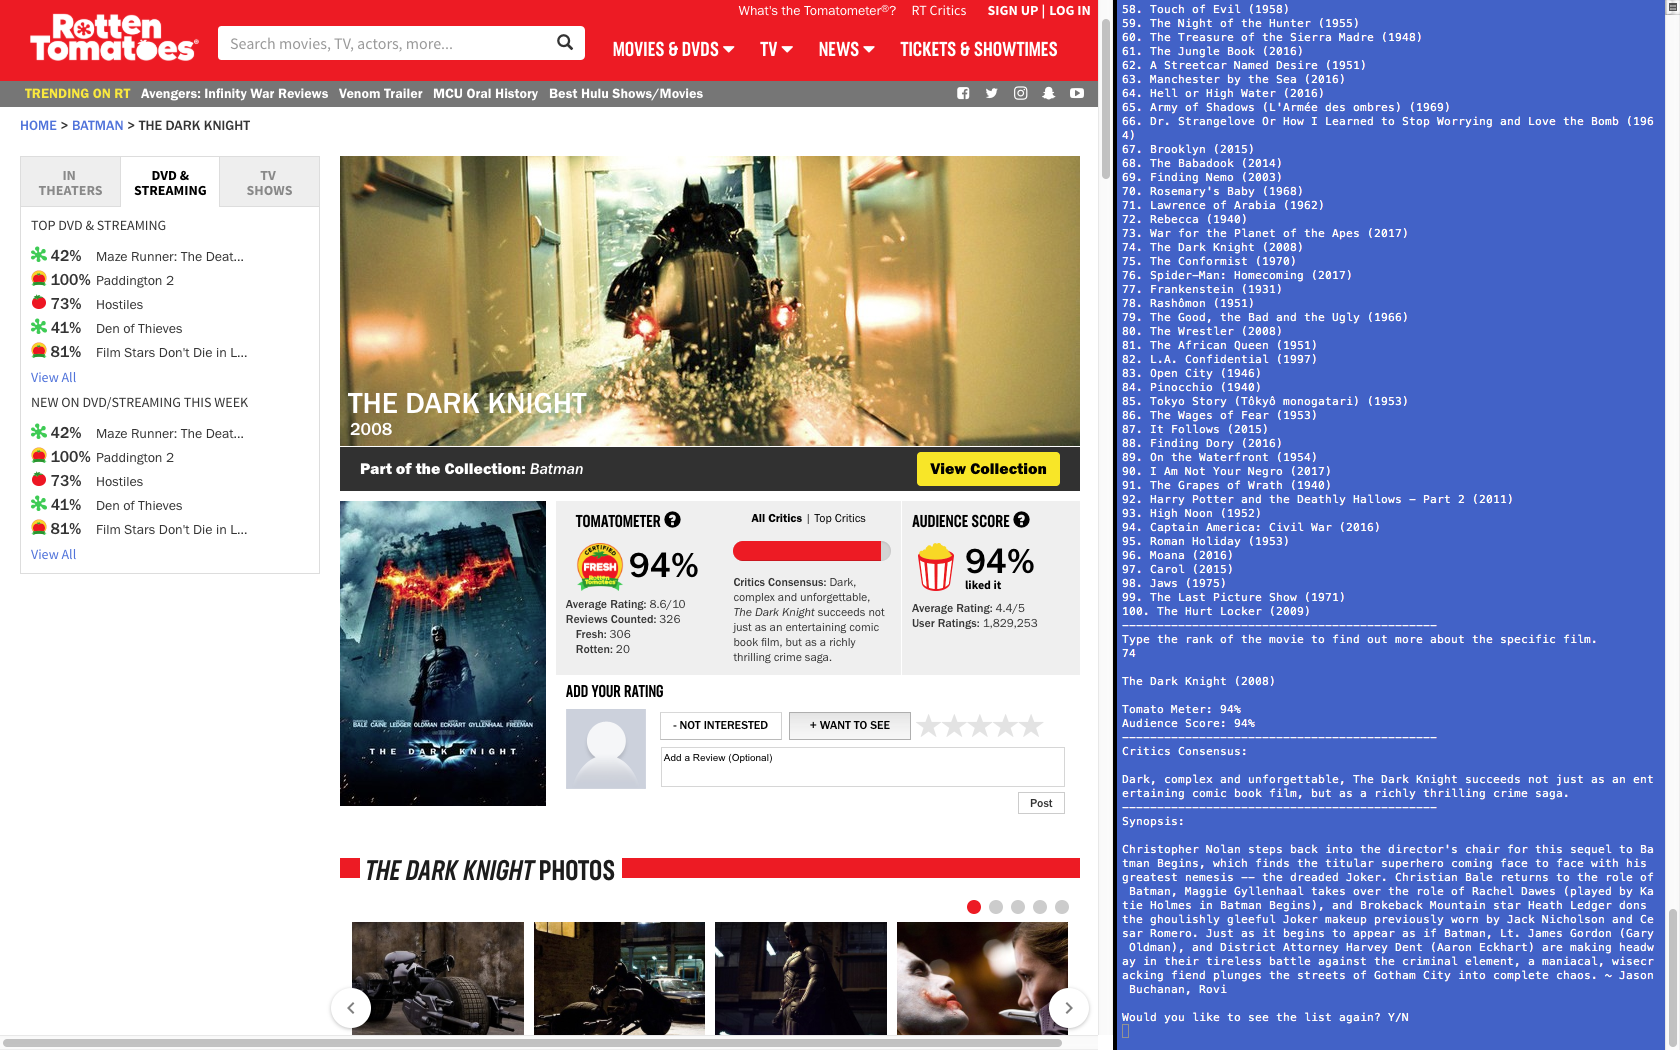 What's the Tomatometer®? RT Critics SIGN UP | LOG IN
Rotten
Tomatoes®
Search movies, TV, actors, more...
MOVIES & DVDS TV NEWS TICKETS & SHOWTIMES
TRENDING ON RT Avengers: Infinity War Reviews Venom Trailer MCU Oral History Best Hulu Shows/Movies
HOME > BATMAN > THE DARK KNIGHT
IN THEATERS
DVD & STREAMING
TV SHOWS
TOP DVD & STREAMING
42% Maze Runner: The Deat...
100% Paddington 2
73% Hostiles
41% Den of Thieves
81% Film Stars Don't Die in L...
View All
NEW ON DVD/STREAMING THIS WEEK
42% Maze Runner: The Deat...
100% Paddington 2
73% Hostiles
41% Den of Thieves
81% Film Stars Don't Die in L...
View All
THE DARK KNIGHT
2008
Part of the Collection: Batman
View Collection
BALE CAINE LEDGER OLDMAN ECKHART GYLLENHAAL FREEMAN
THE DARK KNIGHT
TOMATOMETER
CERTIFIED
FRESH
Rotten
Tomatoes
94%
Average Rating: 8.6/10
Reviews Counted: 326
Fresh: 306
Rotten: 20
All Critics | Top Critics
Critics Consensus: Dark,
complex and unforgettable,
The Dark Knight succeeds not
just as an entertaining comic
book film, but as a richly
thrilling crime saga.
AUDIENCE SCORE
94%
liked it
Average Rating: 4.4/5
User Ratings: 1,829,253
ADD YOUR RATING
- NOT INTERESTED
+ WANT TO SEE
Add a Review (Optional)
Post
THE DARK KNIGHT PHOTOS
58. Touch of Evil (1958)
59. The Night of the Hunter (1955)
60. The Treasure of the Sierra Madre (1948)
61. The Jungle Book (2016)
62. A Streetcar Named Desire (1951)
63. Manchester by the Sea (2016)
64. Hell or High Water (2016)
65. Army of Shadows (L'Armée des ombres) (1969)
66. Dr. Strangelove Or How I Learned to Stop Worrying and Love the Bomb (196
4)
67. Brooklyn (2015)
68. The Babadook (2014)
69. Finding Nemo (2003)
70. Rosemary's Baby (1968)
71. Lawrence of Arabia (1962)
72. Rebecca (1940)
73. War for the Planet of the Apes (2017)
74. The Dark Knight (2008)
75. The Conformist (1970)
76. Spider-Man: Homecoming (2017)
77. Frankenstein (1931)
78. Rashômon (1951)
79. The Good, the Bad and the Ugly (1966)
80. The Wrestler (2008)
81. The African Queen (1951)
82. L.A. Confidential (1997)
83. Open City (1946)
84. Pinocchio (1940)
85. Tokyo Story (Tôkyô monogatari) (1953)
86. The Wages of Fear (1953)
87. It Follows (2015)
88. Finding Dory (2016)
89. On the Waterfront (1954)
90. I Am Not Your Negro (2017)
91. The Grapes of Wrath (1940)
92. Harry Potter and the Deathly Hallows - Part 2 (2011)
93. High Noon (1952)
94. Captain America: Civil War (2016)
95. Roman Holiday (1953)
96. Moana (2016)
97. Carol (2015)
98. Jaws (1975)
99. The Last Picture Show (1971)
100. The Hurt Locker (2009)
---------------------------------------------
Type the rank of the movie to find out more about the specific film.
74
The Dark Knight (2008)
Tomato Meter: 94%
Audience Score: 94%
---------------------------------------------
Critics Consensus:
Dark, complex and unforgettable, The Dark Knight succeeds not just as an ent
ertaining comic book film, but as a richly thrilling crime saga.
---------------------------------------------
Synopsis:
Christopher Nolan steps back into the director's chair for this sequel to Ba
tman Begins, which finds the titular superhero coming face to face with his
greatest nemesis -- the dreaded Joker. Christian Bale returns to the role of
Batman, Maggie Gyllenhaal takes over the role of Rachel Dawes (played by Ka
tie Holmes in Batman Begins), and Brokeback Mountain star Heath Ledger dons
the ghoulishly gleeful Joker makeup previously worn by Jack Nicholson and Ce
sar Romero. Just as it begins to appear as if Batman, Lt. James Gordon (Gary
Oldman), and District Attorney Harvey Dent (Aaron Eckhart) are making headw
ay in their tireless battle against the criminal element, a maniacal, wisecr
acking fiend plunges the streets of Gotham City into complete chaos. ~ Jason
Buchanan, Rovi
Would you like to see the list again? Y/N